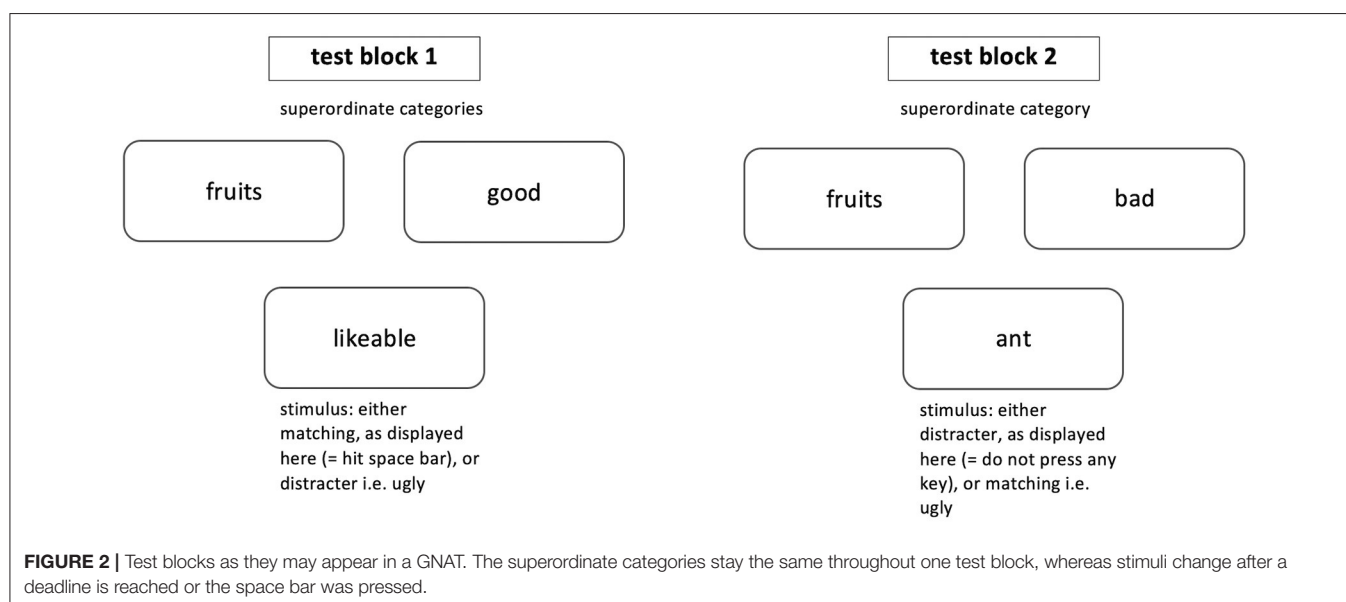 test block 1
superordinate categories
fruits
good
likeable
stimulus: either
matching, as displayed
here (= hit space bar), or
distracter i.e. ugly
test block 2
superordinate category
fruits
bad
ant
stimulus: either
distracter, as displayed
here (= do not press any
key), or matching i.e.
ugly
FIGURE 2 | Test blocks as they may appear in a GNAT. The superordinate categories stay the same throughout one test block, whereas stimuli change after a
deadline is reached or the space bar was pressed.